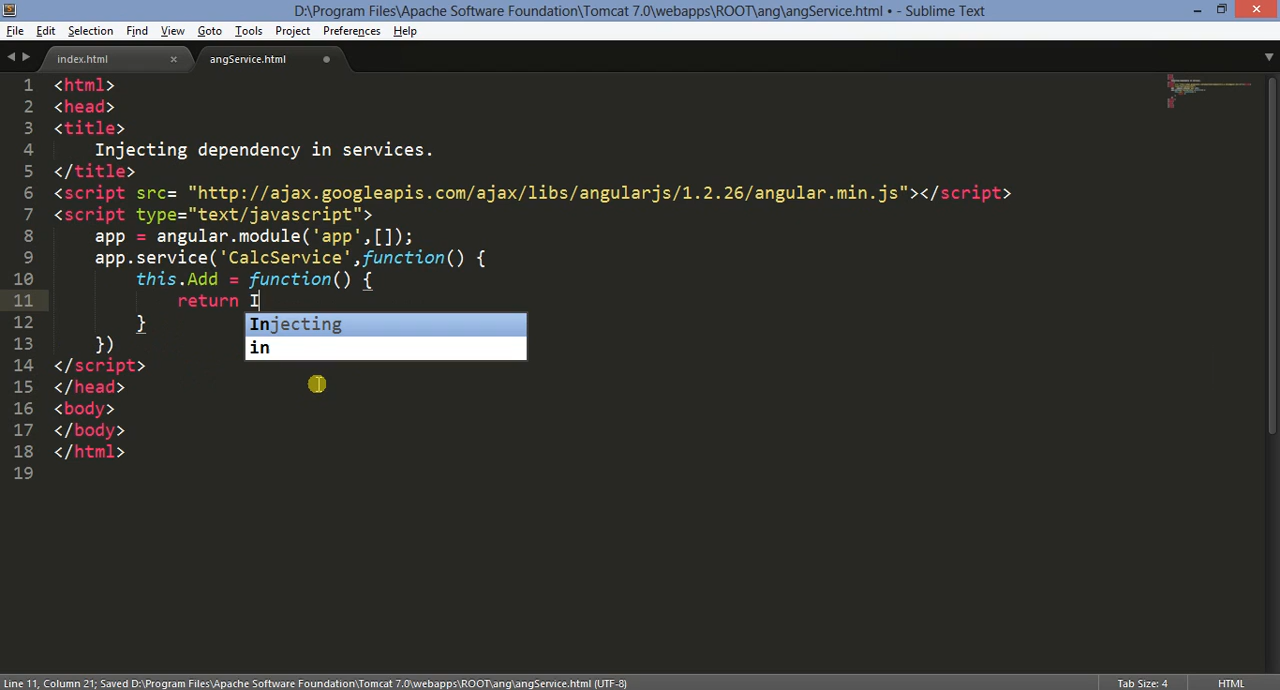 D:\Program Files\Apache Software Foundation\Tomcat 7.0\webapps\ROOT\ang\angService.html • - Sublime Text
File Edit Selection Find View Goto Tools Project Preferences Help
index.html × angService.html
1 <html>
2 <head>
3 <title>
4 Injecting dependency in services.
5 </title>
6 <script src= "http://ajax.googleapis.com/ajax/libs/angularjs/1.2.26/angular.min.js"></script>
7 <script type="text/javascript">
8 app = angular.module('app',[]);
9 app.service('CalcService',function() {
10 this.Add = function() {
11 return I
Injecting
12 }
in
13 })
14 </script>
15 </head>
16 <body>
17 </body>
18 </html>
19
Line 11, Column 21; Saved D:\Program Files\Apache Software Foundation\Tomcat 7.0\webapps\ROOT\ang\angService.html (UTF-8) Tab Size: 4 HTML